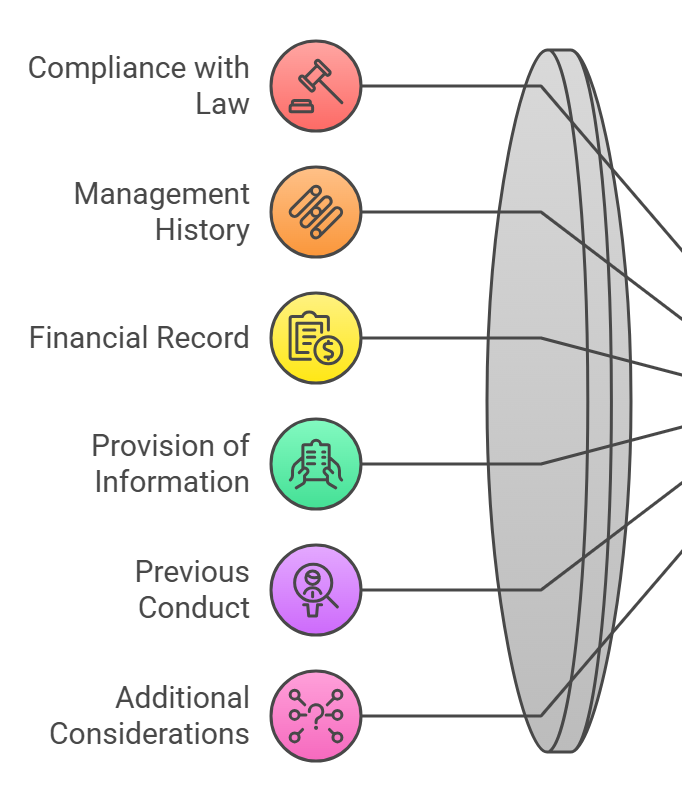 Compliance with
Law
Management
History
Financial Record
Provision of
Information
Previous
Conduct
Additional
Considerations